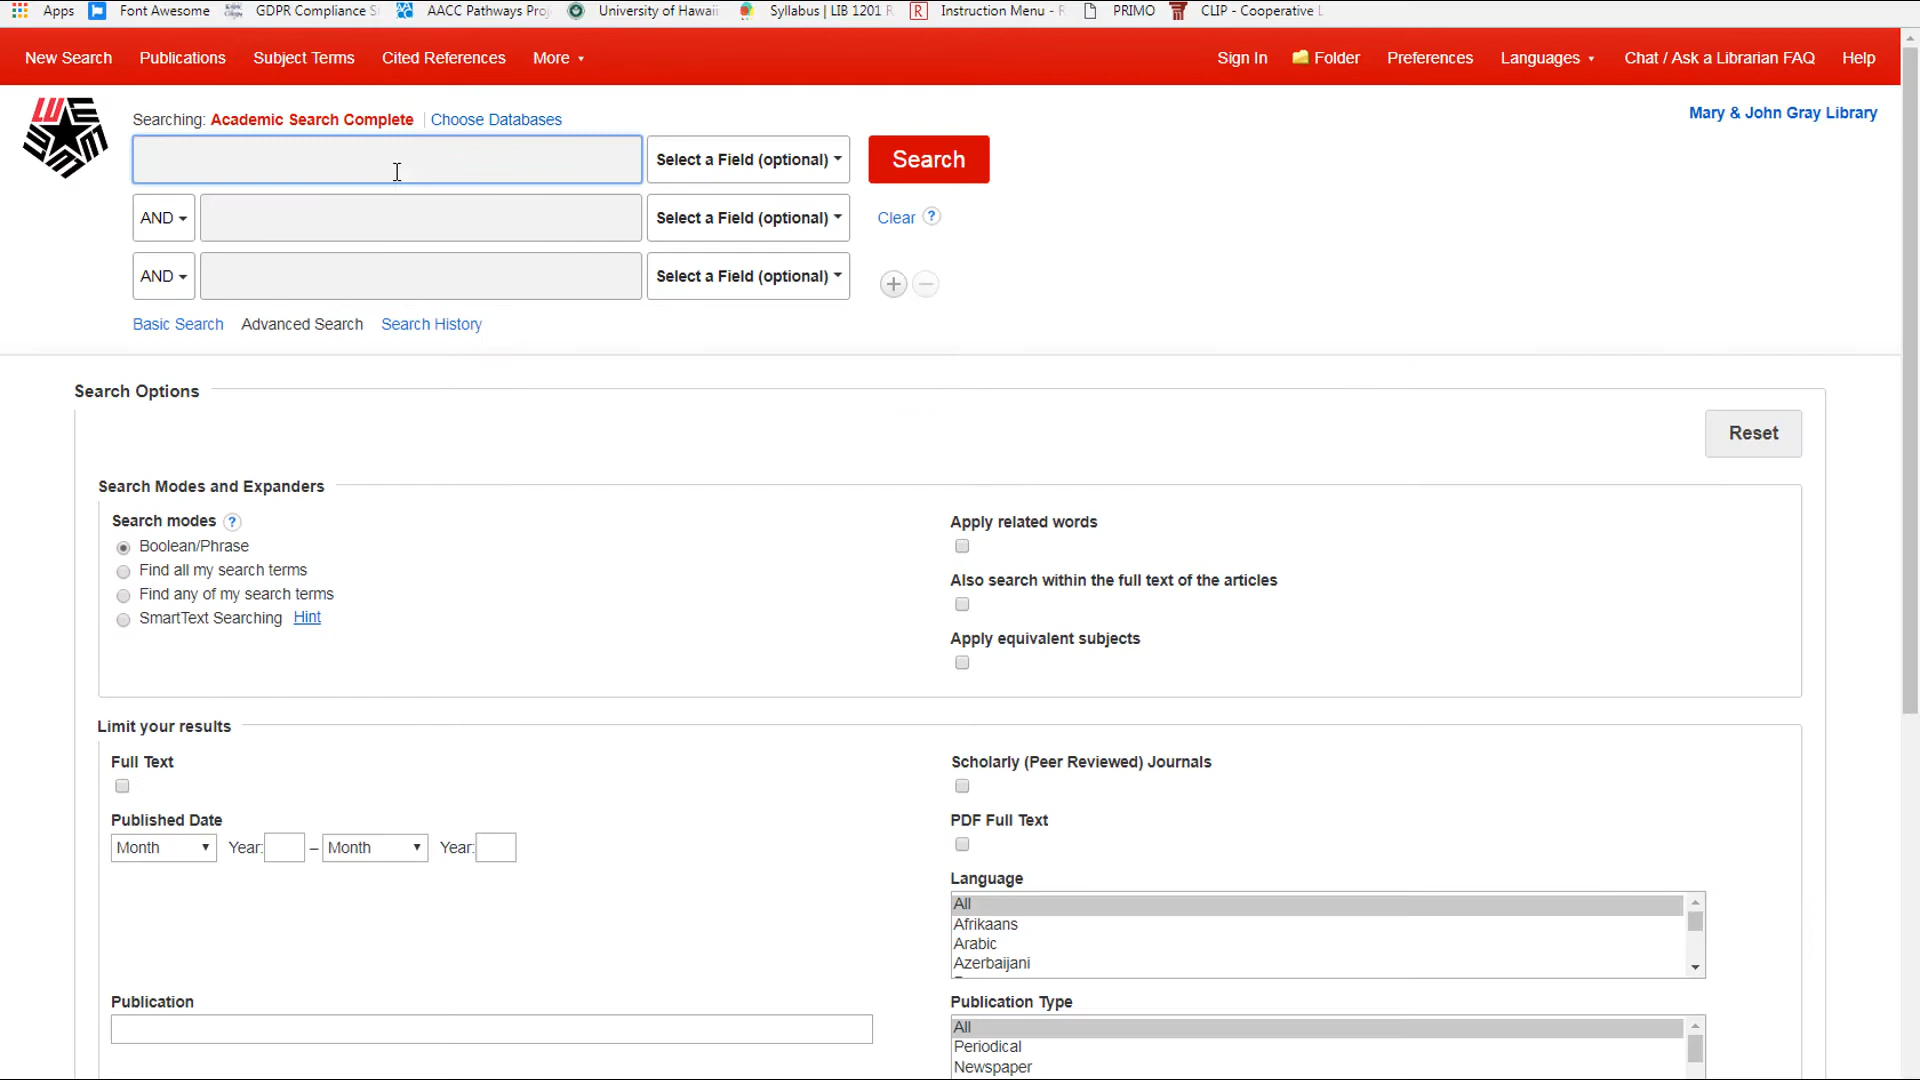 Apps Font Awesome GDPR Compliance AACC Pathways Proj University of Hawaii Syllabus | LIB 1201 Instruction Menu - PRIMO CLIP - Cooperative
New Search Publications Subject Terms Cited References More Sign In Folder Preferences Languages Chat / Ask a Librarian FAQ Help
Searching: Academic Search Complete Choose Databases Mary & John Gray Library
Select a Field (optional) Search
AND Select a Field (optional) Clear ?
AND Select a Field (optional)
Basic Search Advanced Search Search History
Search Options
Reset
Search Modes and Expanders
Search modes ? Apply related words
Boolean/Phrase
Find all my search terms Also search within the full text of the articles
Find any of my search terms
SmartText Searching Hint Apply equivalent subjects
Limit your results
Full Text Scholarly (Peer Reviewed) Journals
Published Date PDF Full Text
Month Year: – Month Year:
Language
All
Afrikaans
Arabic
Azerbaijani
Publication Publication Type
All
Periodical
Newspaper